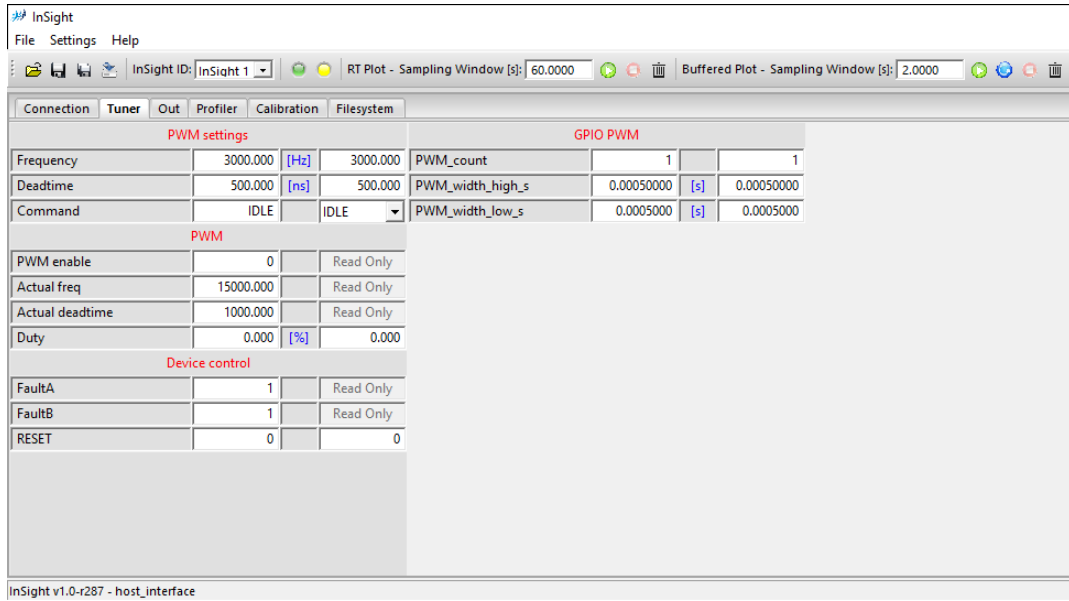 InSight
File Settings Help
InSight ID: InSight 1 RT Plot - Sampling Window [s]: 60.0000 Buffered Plot - Sampling Window [s]: 2.0000
Connection Tuner Out Profiler Calibration Filesystem
PWM settings GPIO PWM
Frequency 3000.000 [Hz] 3000.000 PWM_count 1 1
Deadtime 500.000 [ns] 500.000 PWM_width_high_s 0.00050000 [s] 0.00050000
Command IDLE IDLE PWM_width_low_s 0.0005000 [s] 0.0005000
PWM
PWM enable 0 Read Only
Actual freq 15000.000 Read Only
Actual deadtime 1000.000 Read Only
Duty 0.000 [%] 0.000
Device control
FaultA 1 Read Only
FaultB 1 Read Only
RESET 0 0
InSight v1.0-r287 - host_interface